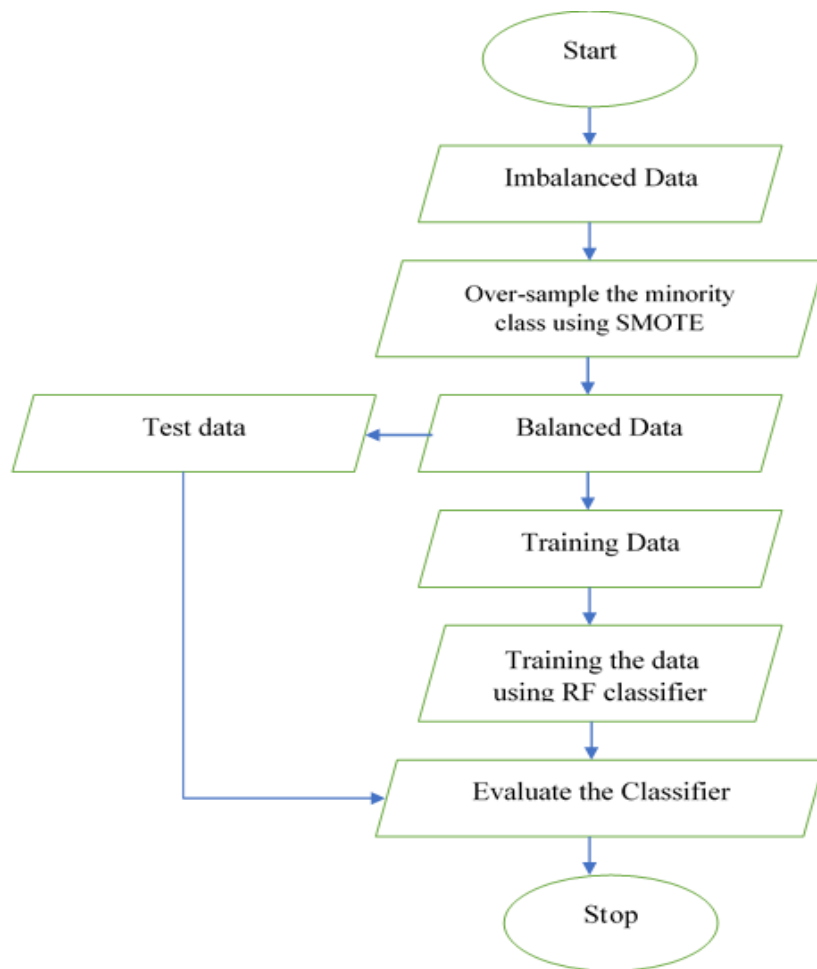 Start
Imbalanced Data
Over-sample the minority
class using SMOTE
Test data
Balanced Data
Training Data
Training the data
using RF classifier
Evaluate the Classifier
Stop